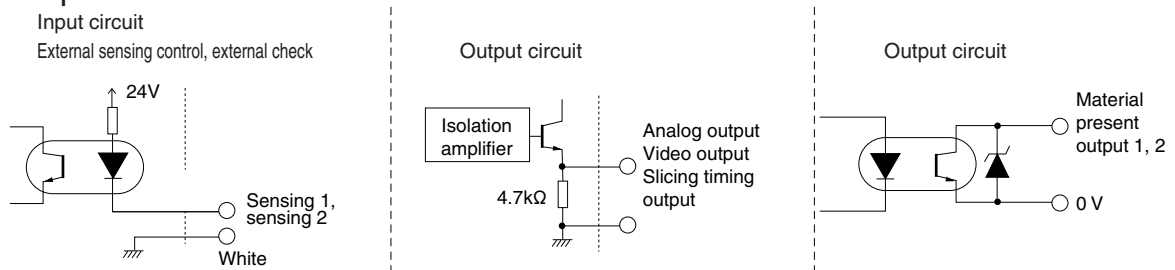 Input circuit
External sensing control, external check
24V
Sensing 1,
sensing 2
White
Output circuit
Isolation
amplifier
4.7kΩ
Analog output
Video output
Slicing timing
output
Output circuit
Material
present
output 1, 2
0 V